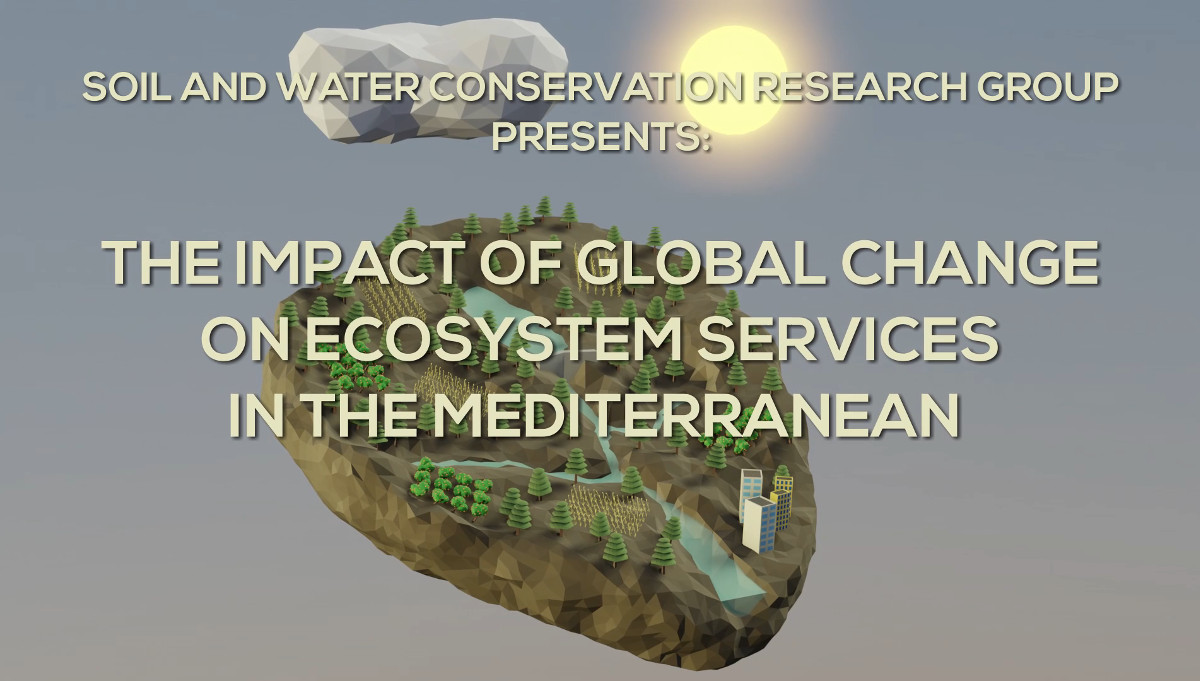 SOIL AND WATER CONSERVATION RESEARCH GROUP
PRESENTS:
THE IMPACT OF GLOBAL CHANGE
ON ECOSYSTEM SERVICES
IN THE MEDITERRANEAN